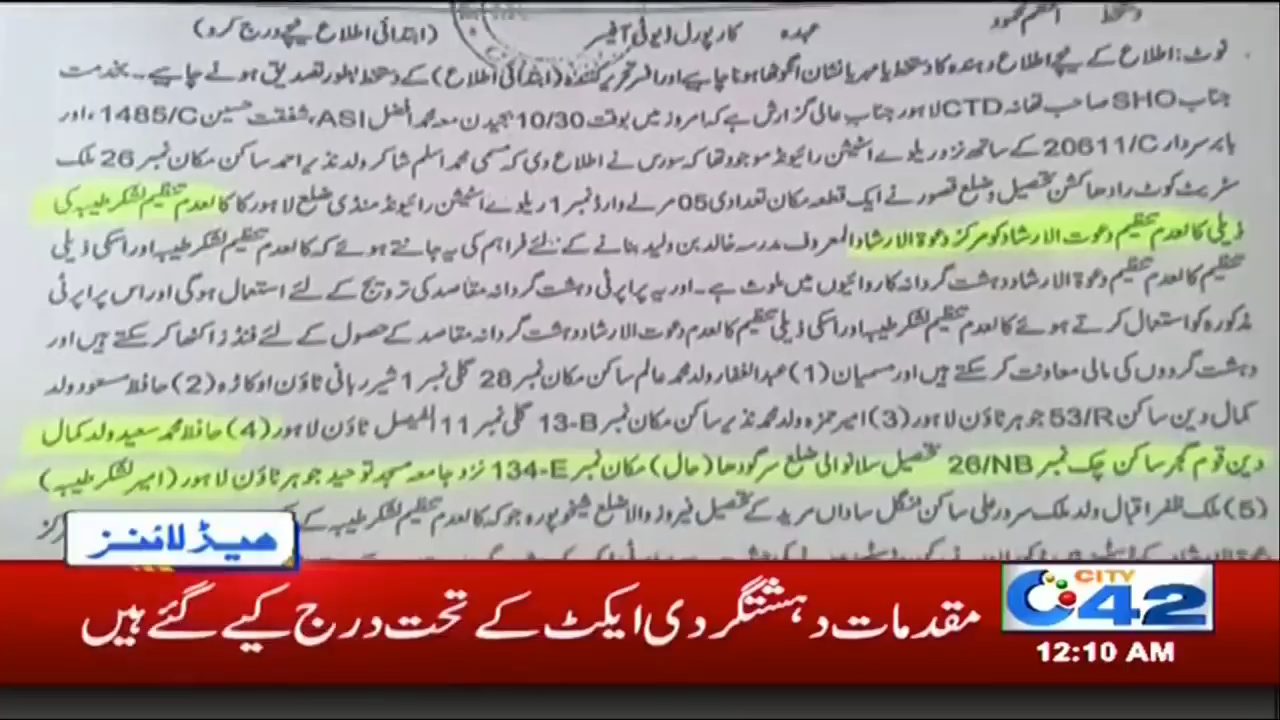 دستخط اعظم محمود
عہدہ کارپورل ڈیوٹی آفیسر (ابتدائی اطلاع نیچے درج کرو)
نوٹ: اطلاع کے نیچے اطلاع دہندہ کا دستخط یا مہر یا نشان انگوٹھا ہونا چاہیے اور افسر تحریر کنندہ (ابتدائی اطلاع) کے دستخط بطور تصدیق ہونے چاہیے۔ بخدمت
جناب SHO صاحب تھانہ CTD لاہور جناب عالی گزارش ہے کہ امروز میں بوقت 10/30 بجے دن معہ محمد افضل ASI، شفقت حسین 1485/C، اور
بابر سردار 20611/C کے ساتھ نزد ریلوے اسٹیشن رائیونڈ موجود تھا کہ سورس نے اطلاع دی کہ مسمی محمد اسلم شاکر ولد نذیر احمد ساکن مکان نمبر 26 ملک
سٹریٹ کوٹ رادھا کشن تحصیل و ضلع قصور نے ایک قطعہ مکان تعدادی 05 مرلے وارڈ نمبر 1 ریلوے اسٹیشن رائیونڈ منڈی ضلع لاہور کا کالعدم تنظیم لشکر طیبہ کی
ذیلی کالعدم تنظیم دعوت الارشاد کو مرکز دعوۃ الارشاد المعروف مدرسہ خالد بن ولید بنانے کے لئے فراہم کی یہ جانتے ہوئے کہ کالعدم تنظیم لشکر طیبہ اور اسکی ذیلی
تنظیم کالعدم تنظیم دعوۃ الارشاد دہشت گردانہ کاروائیوں میں ملوث ہے۔ اور یہ پراپرٹی دہشت گردانہ مقاصد کی ترویج کے لئے استعمال ہوگی اور اس پراپرٹی
مذکورہ کو استعمال کرتے ہوئے کالعدم تنظیم لشکر طیبہ اور اسکی ذیلی تنظیم کالعدم دعوت الارشاد دہشت گردانہ مقاصد کے حصول کے لئے فنڈز اکٹھا کر سکتے ہیں اور
دہشت گردوں کی مالی معاونت کر سکتے ہیں اور مسمیان (1) عبدالغفار ولد محمد عالم ساکن مکان نمبر 28 گلی نمبر 1 شیر ربانی ٹاؤن اوکاڑہ (2) حافظ مسعود ولد
کمال دین ساکن 53/R جوہر ٹاؤن لاہور (3) امیر حمزہ ولد محمد نذیر ساکن مکان نمبر 13-B گلی نمبر 11 الفیصل ٹاؤن لاہور (4) حافظ محمد سعید ولد کمال
دین قوم گجر ساکن چک نمبر 26/NB تحصیل سلانوالی ضلع سرگودھا (حال) مکان نمبر 134-E نزد جامعہ مسجد توحید جوہر ٹاؤن لاہور (امیر لشکر طیبہ)
(5) ملک ظفر اقبال ولد ملک سرور علی ساکن لنگل ساداں مریدکے تحصیل فیروز والا ضلع شیخوپورہ جو کہ کالعدم تنظیم لشکر طیبہ کے
ہیڈلائنز
مقدمات دہشتگردی ایکٹ کے تحت درج کیے گئے ہیں
CITY
42
12:10 AM